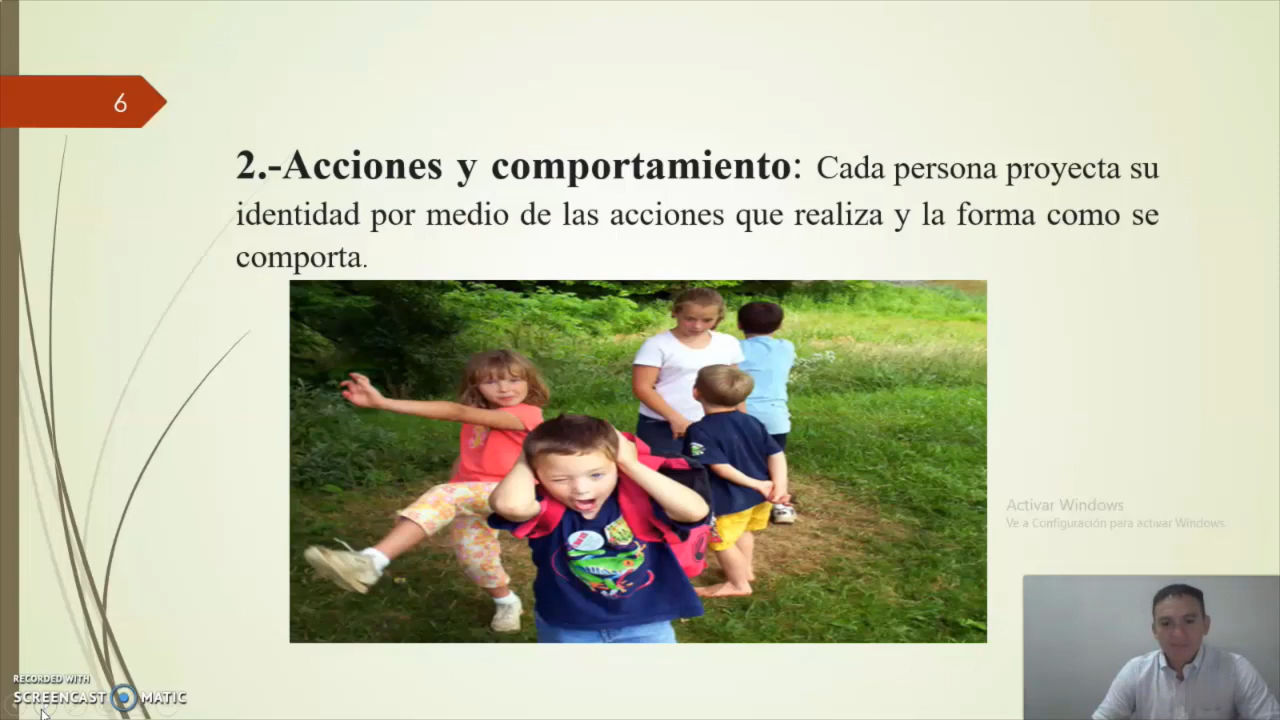 6
2.-Acciones y comportamiento: Cada persona proyecta su
identidad por medio de las acciones que realiza y la forma como se
comporta.
Activar Windows
Ve a Configuración para activar Windows.
RECORDED WITH
SCREENCAST MATIC